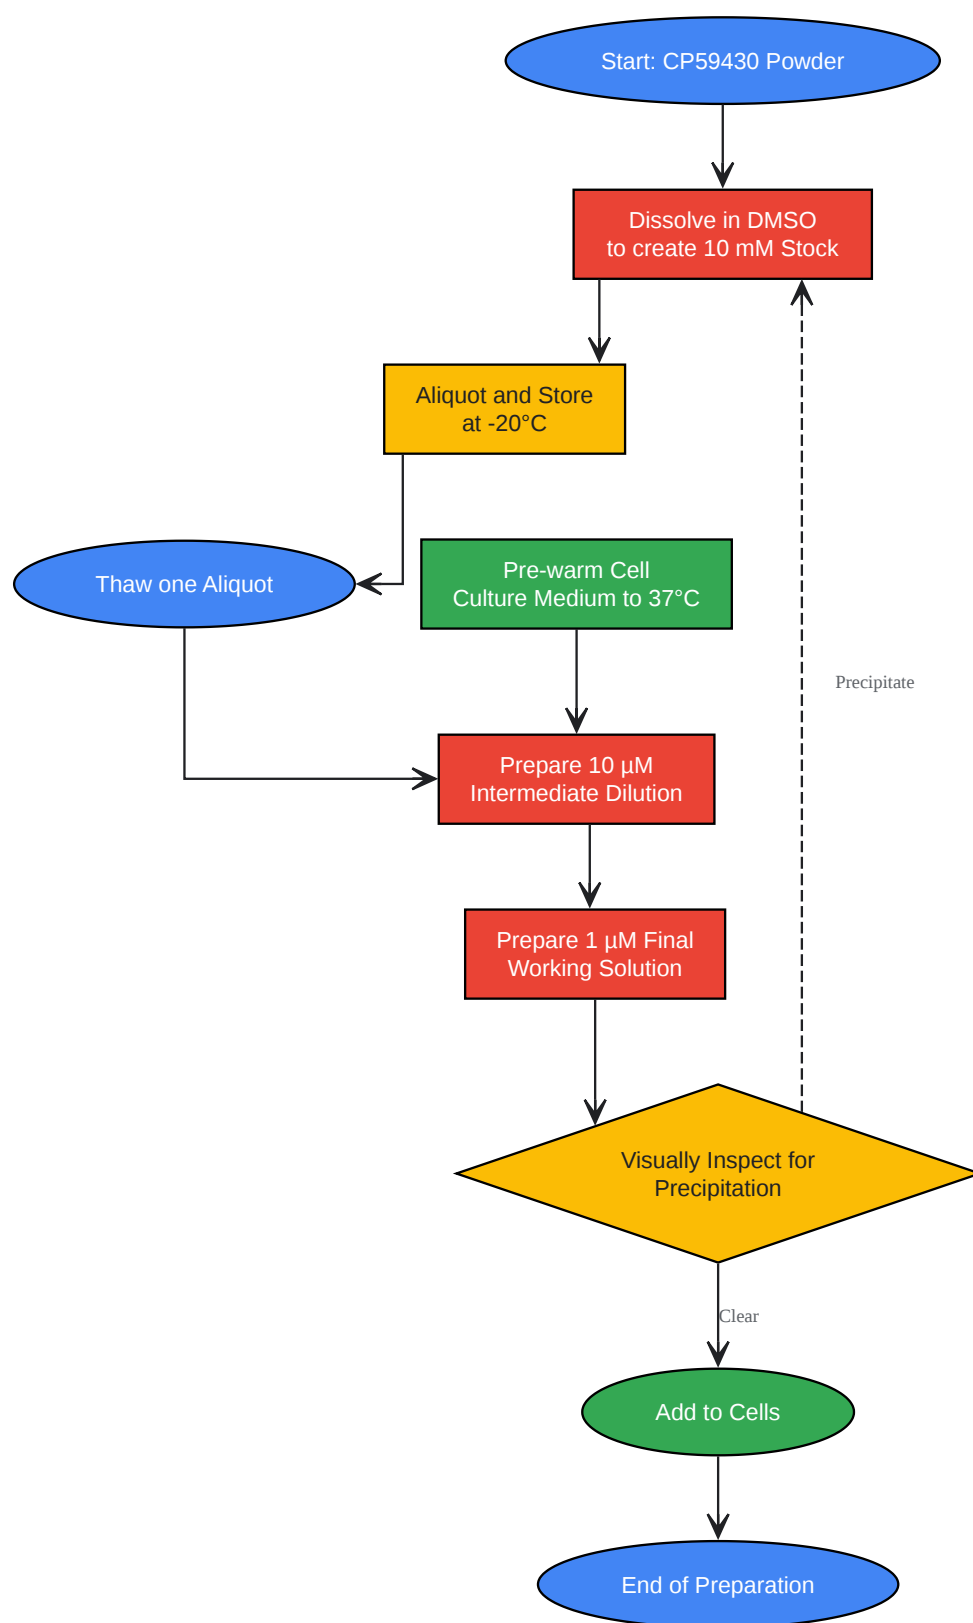 Start: CP59430 Powder
Dissolve in DMSO
to create 10 mM Stock
Aliquot and Store
at -20°C
Thaw one Aliquot
Pre-warm Cell
Culture Medium to 37°C
Precipitate
Prepare 10 µM
Intermediate Dilution
Prepare 1 µM Final
Working Solution
Visually Inspect for
Precipitation
Clear
Add to Cells
End of Preparation